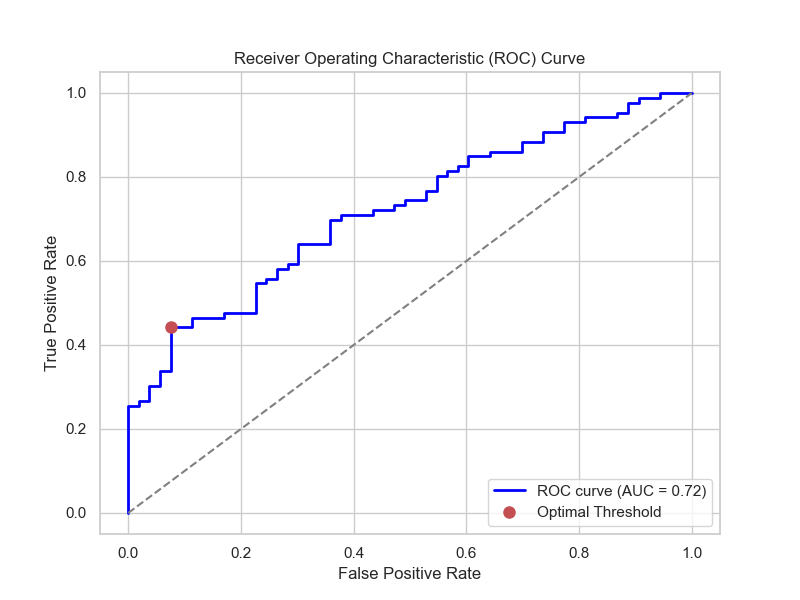 Receiver Operating Characteristic (ROC) Curve
True Positive Rate
1.0
0.8
0.6
0.4
0.2
0.0
0.0 0.2 0.4 0.6 0.8 1.0
False Positive Rate
ROC curve (AUC = 0.72)
Optimal Threshold